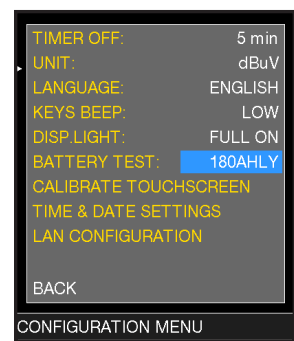 TIMER OFF: 5 min
UNIT: dBuV
LANGUAGE: ENGLISH
KEYS BEEP: LOW
DISP.LIGHT: FULL ON
BATTERY TEST: 180AHLY
CALIBRATE TOUCHSCREEN
TIME & DATE SETTINGS
LAN CONFIGURATION
BACK
CONFIGURATION MENU